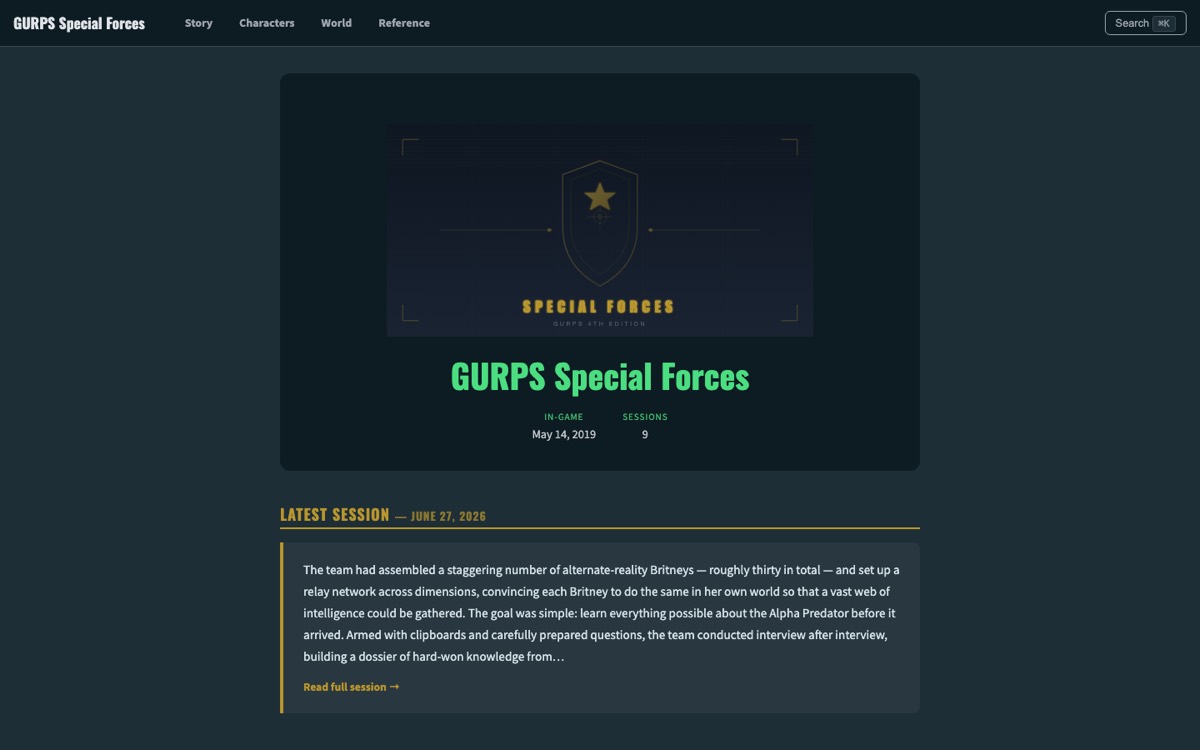 GURPS Special Forces
Story Characters World Reference
Search ⌘K
SPECIAL FORCES
GURPS 4TH EDITION
GURPS Special Forces
IN-GAME SESSIONS
May 14, 2019 9
LATEST SESSION — JUNE 27, 2026
The team had assembled a staggering number of alternate-reality Britneys — roughly thirty in total — and set up a
relay network across dimensions, convincing each Britney to do the same in her own world so that a vast web of
intelligence could be gathered. The goal was simple: learn everything possible about the Alpha Predator before it
arrived. Armed with clipboards and carefully prepared questions, the team conducted interview after interview,
building a dossier of hard-won knowledge from…
Read full session →